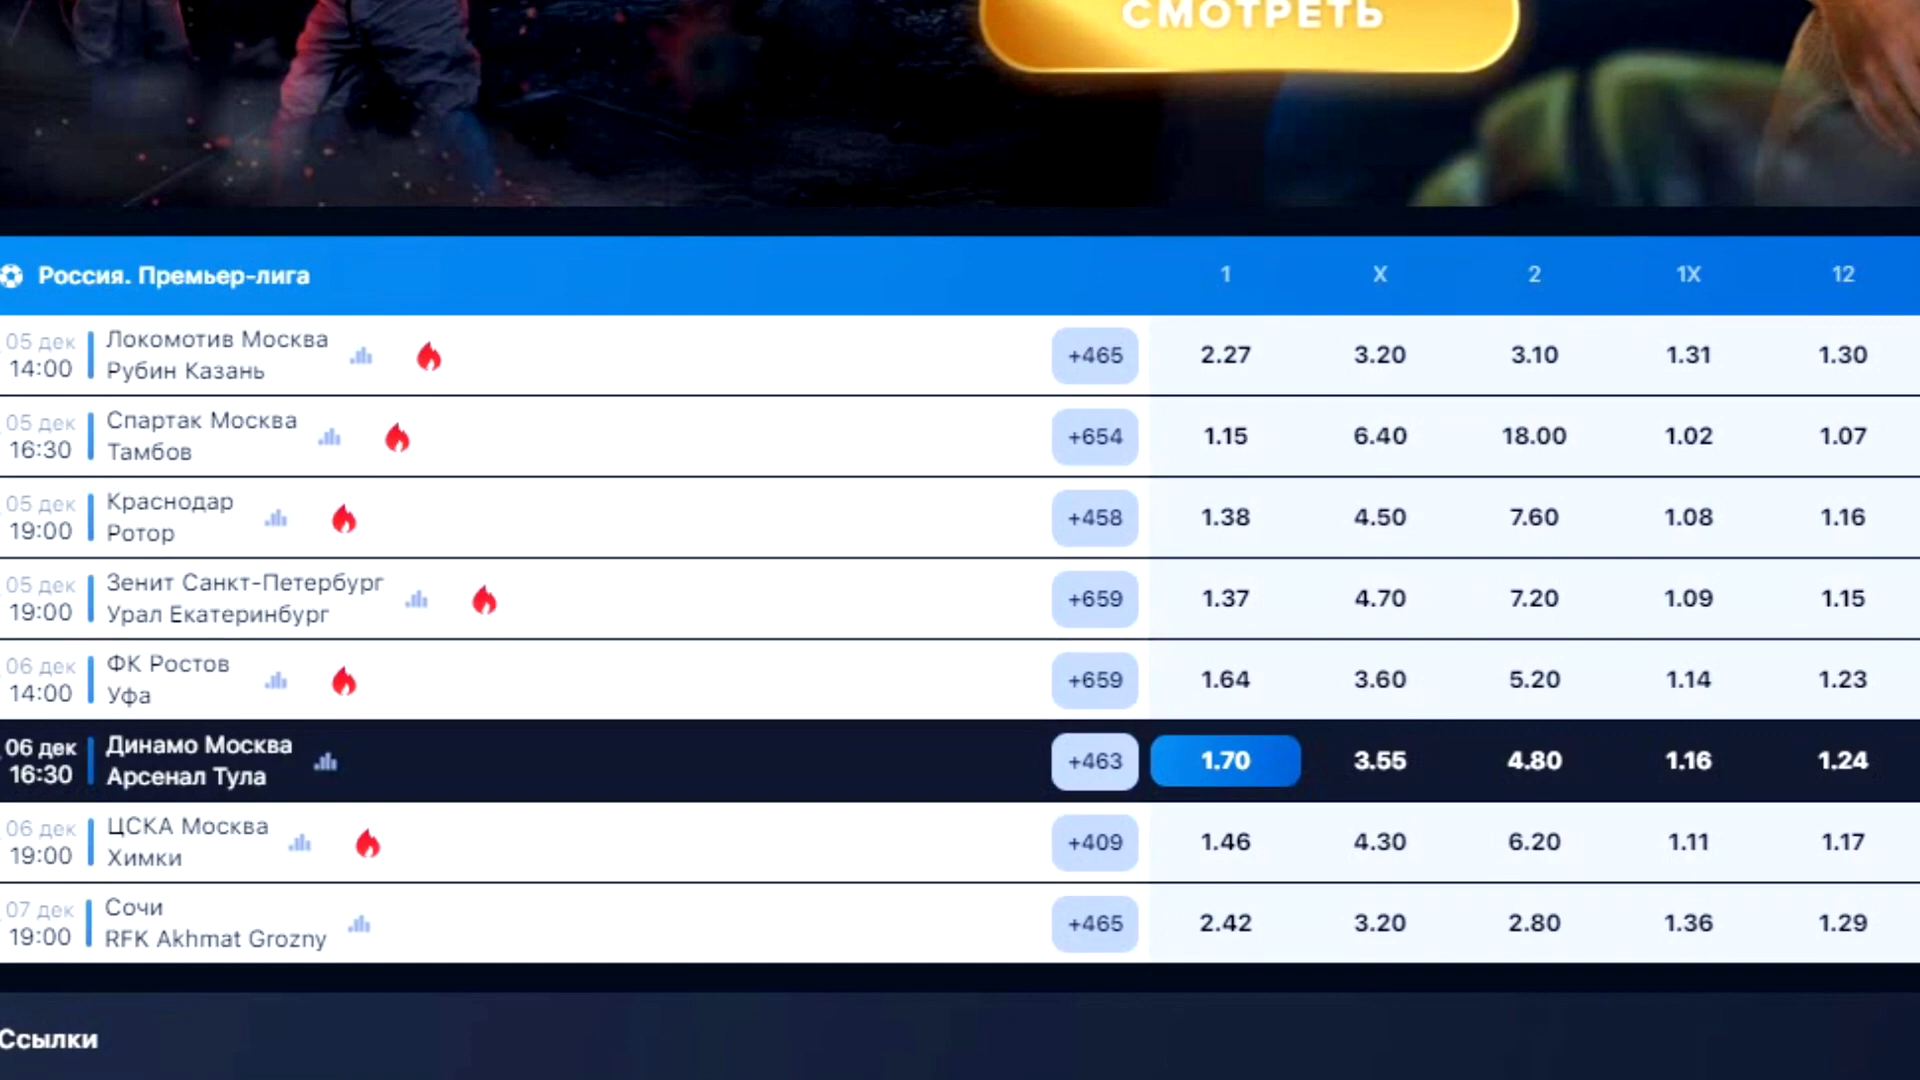 СМОТРЕТЬ
Россия. Премьер-лига 1 X 2 1X 12
05 дек Локомотив Москва
14:00 Рубин Казань +465 2.27 3.20 3.10 1.31 1.30
05 дек Спартак Москва
16:30 Тамбов +654 1.15 6.40 18.00 1.02 1.07
05 дек Краснодар
19:00 Ротор +458 1.38 4.50 7.60 1.08 1.16
05 дек Зенит Санкт-Петербург
19:00 Урал Екатеринбург +659 1.37 4.70 7.20 1.09 1.15
06 дек ФК Ростов
14:00 Уфа +659 1.64 3.60 5.20 1.14 1.23
06 дек Динамо Москва
16:30 Арсенал Тула +463 1.70 3.55 4.80 1.16 1.24
06 дек ЦСКА Москва
19:00 Химки +409 1.46 4.30 6.20 1.11 1.17
07 дек Сочи
19:00 RFK Akhmat Grozny +465 2.42 3.20 2.80 1.36 1.29
Ссылки